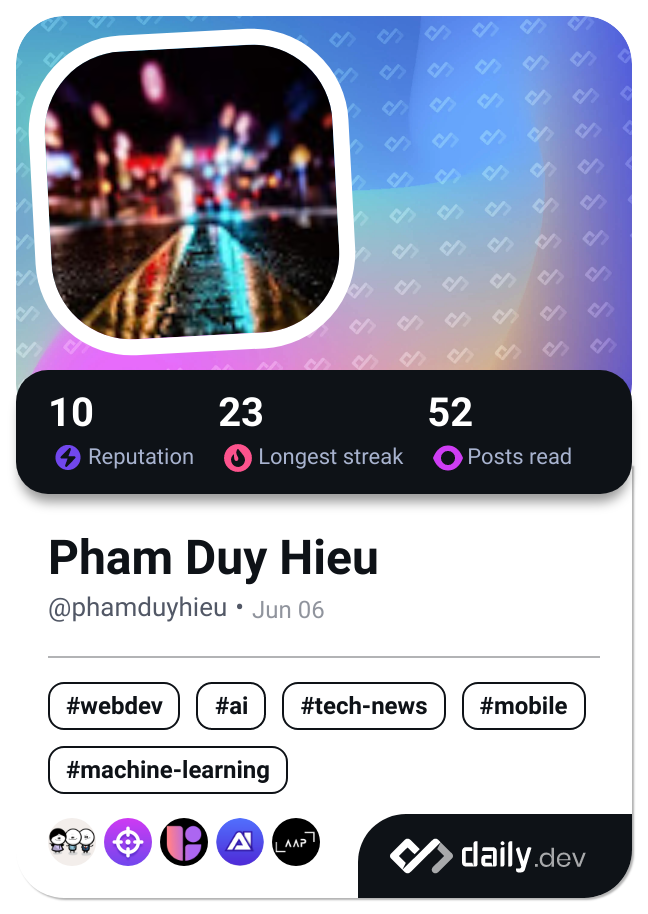 10 23 52
Reputation Longest streak Posts read
Pham Duy Hieu
@phamduyhieu • Jun 06
#webdev #ai #tech-news #mobile
#machine-learning
AAP
daily.dev